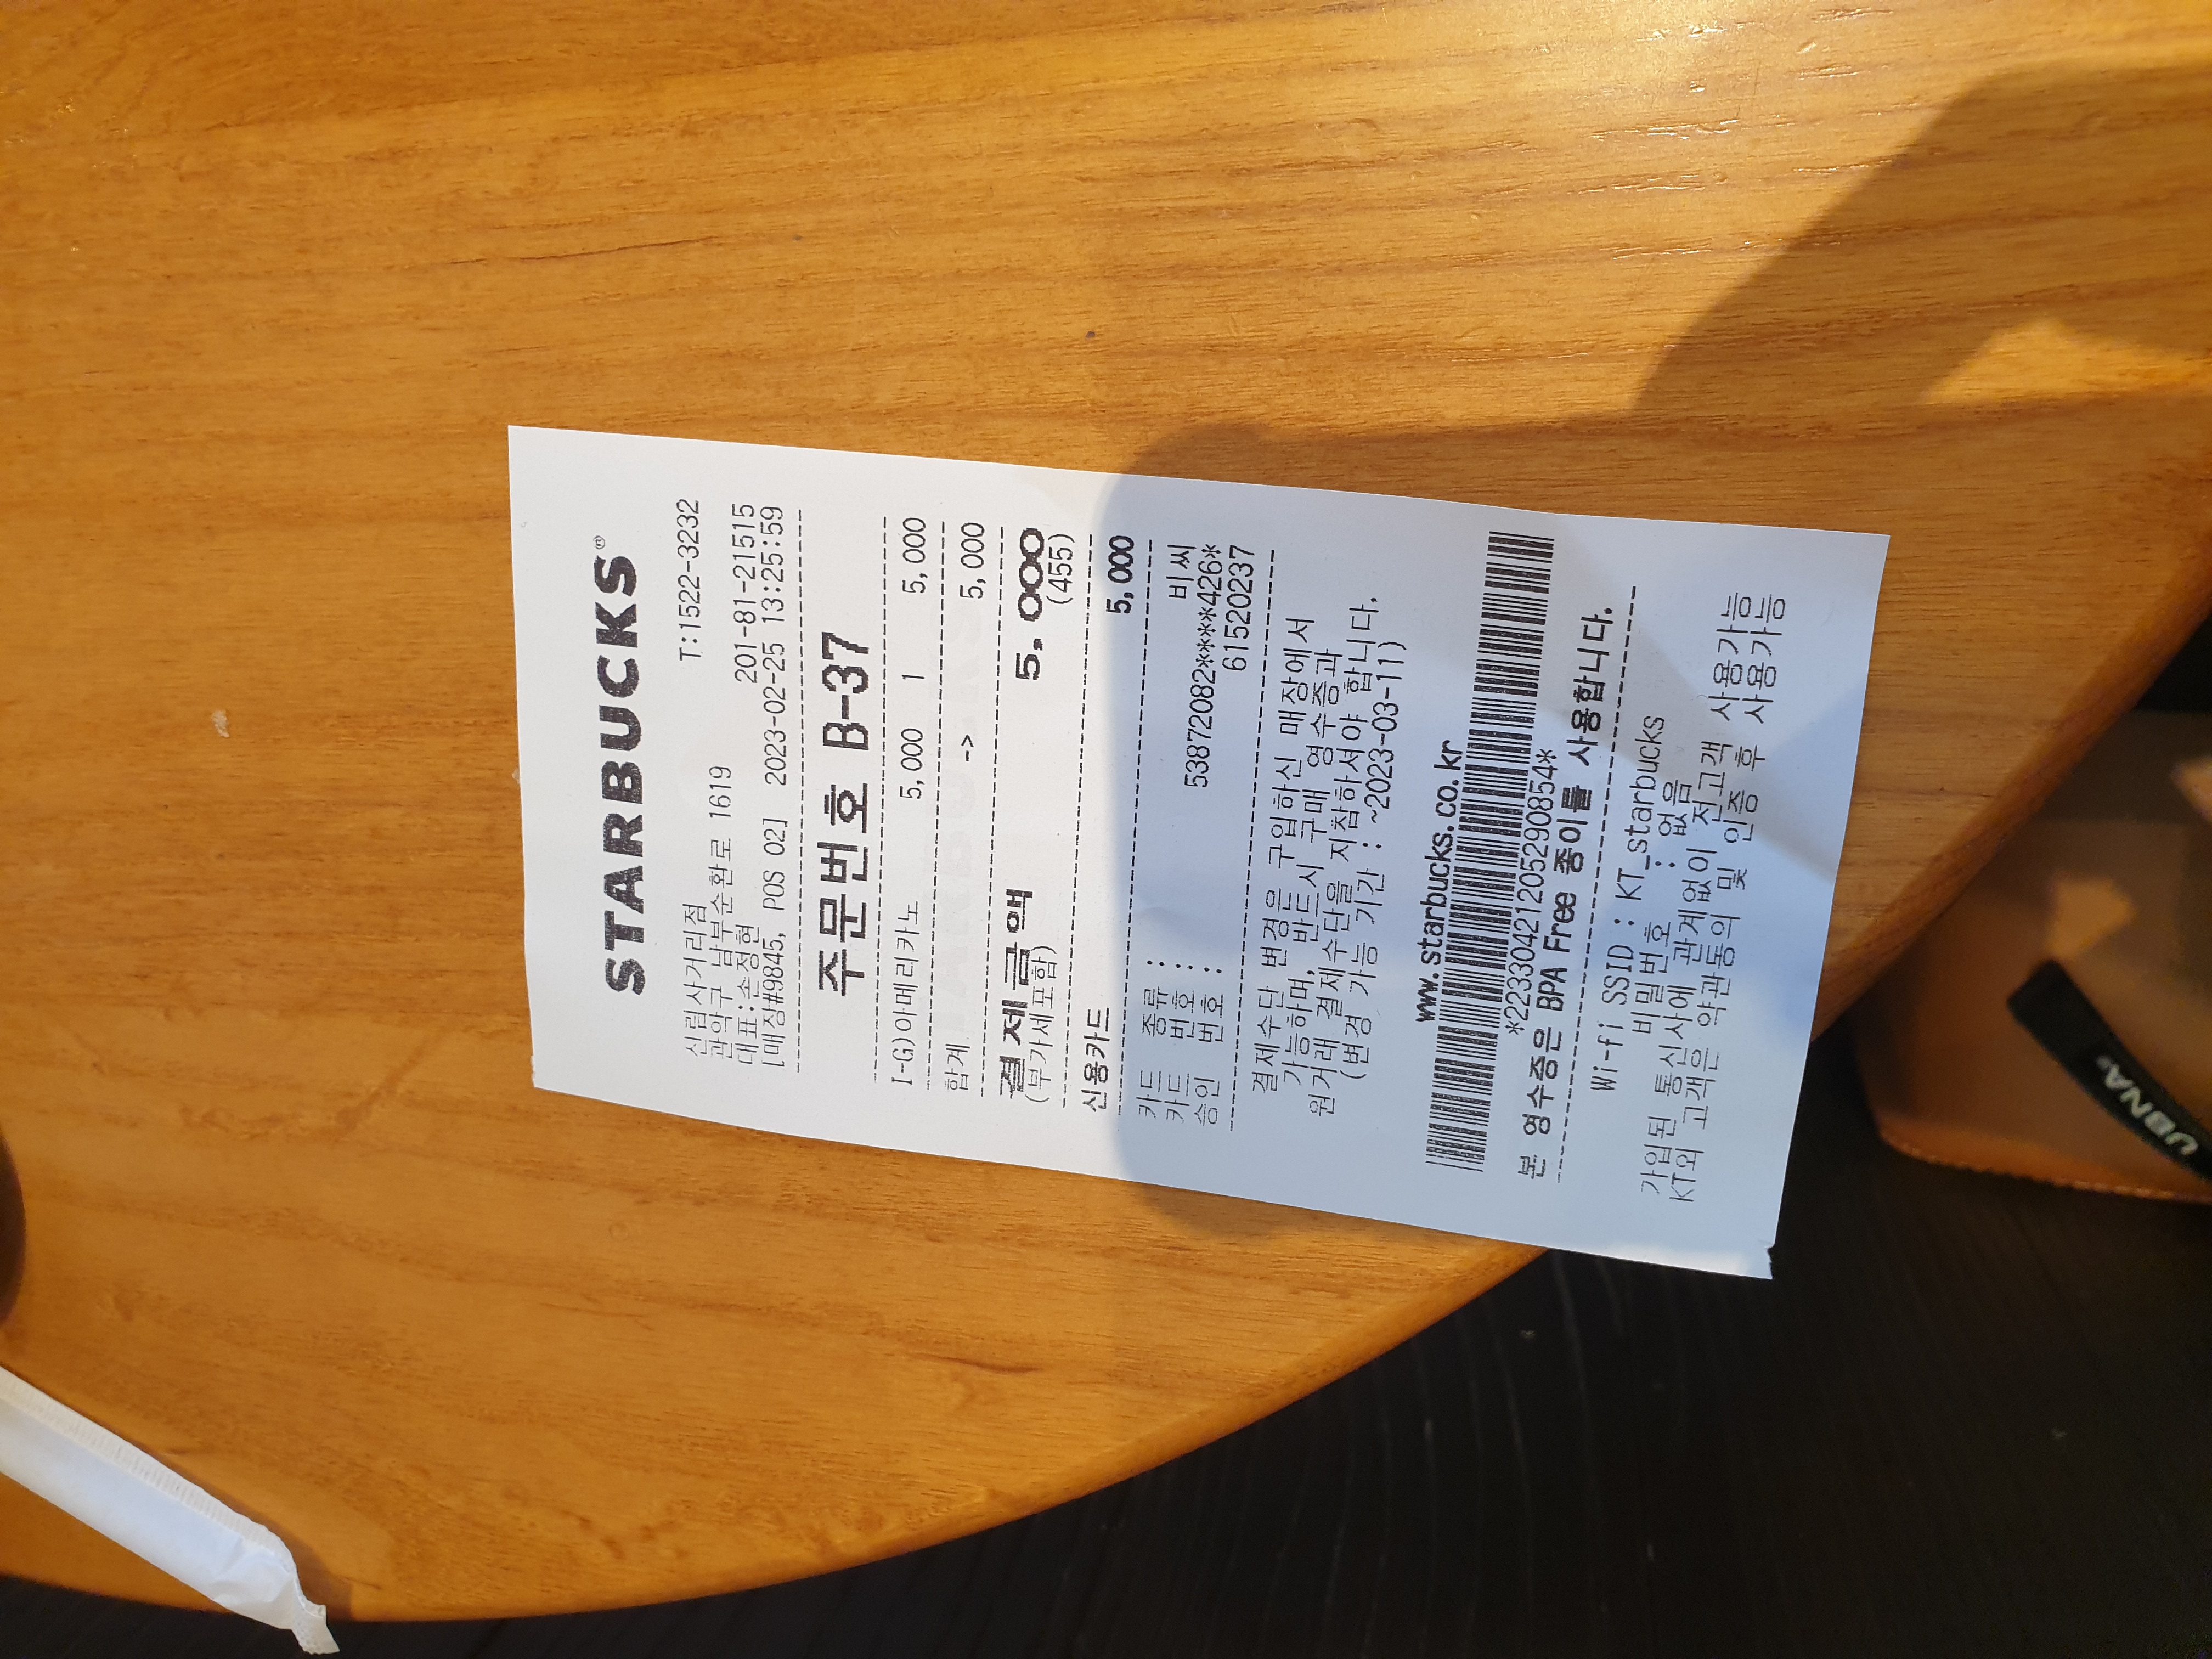 STARBUCKS®
신림사거리점 T:1522-3232
관악구 남부순환로 1619
대표:손정현 201-81-21515
[매장#9845, POS 02] 2023-02-25 13:25:59
주문번호 B-37
I-G)아메리카노 5,000 1 5,000
합계 -> 5,000
결제금액 5,000
(부가세포함) (455)
신용카드 5,000
카드 종류 : 비씨
카드 번호 : 53872082****426*
승인 번호 : 61520237
결제수단 변경은 구입하신 매장에서
가능하며, 반드시 구매 영수증과
원거래 결제수단을 지참하셔야 합니다.
(변경 가능 기간 : ~2023-03-11)
www.starbucks.co.kr
*22330421205290854*
본 영수증은 BPA Free 종이를 사용합니다.
Wi-fi SSID : KT_starbucks
비밀번호 : 없음
가입된 통신사에 관계없이 전고객 사용가능
KT외 고객은 약관동의 및 인증 후 사용가능
UBNA